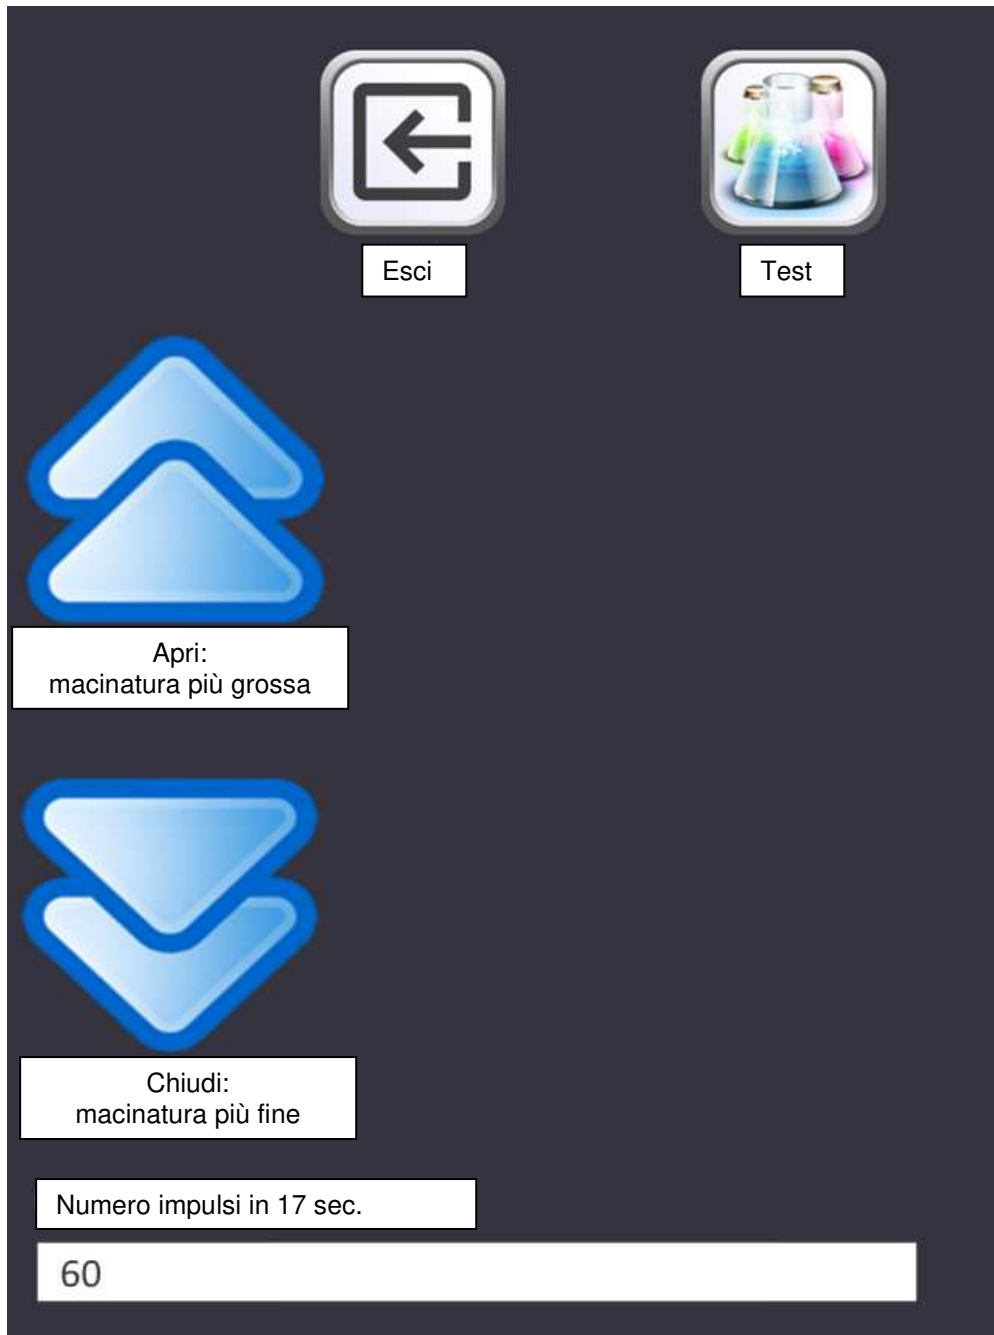 Esci
Test
Apri:
macinatura più grossa
Chiudi:
macinatura più fine
Numero impulsi in 17 sec.
60